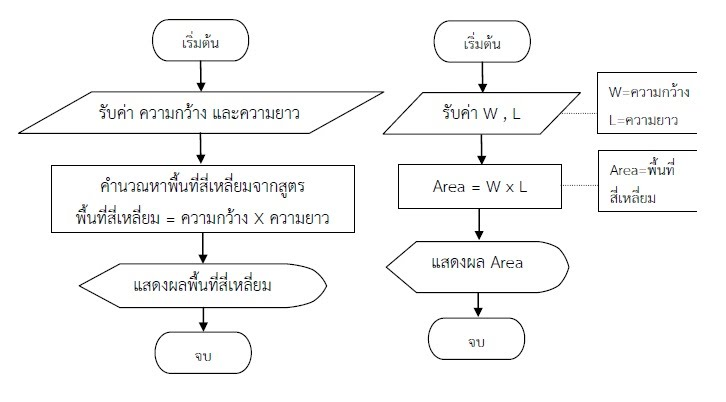 เริ่มต้น
รับค่า ความกว้าง และความยาว
คำนวณหาพื้นที่สี่เหลี่ยมจากสูตร
พื้นที่สี่เหลี่ยม = ความกว้าง X ความยาว
แสดงผลพื้นที่สี่เหลี่ยม
จบ
เริ่มต้น
รับค่า W , L
W=ความกว้าง
L=ความยาว
Area = W x L
Area=พื้นที่
สี่เหลี่ยม
แสดงผล Area
จบ